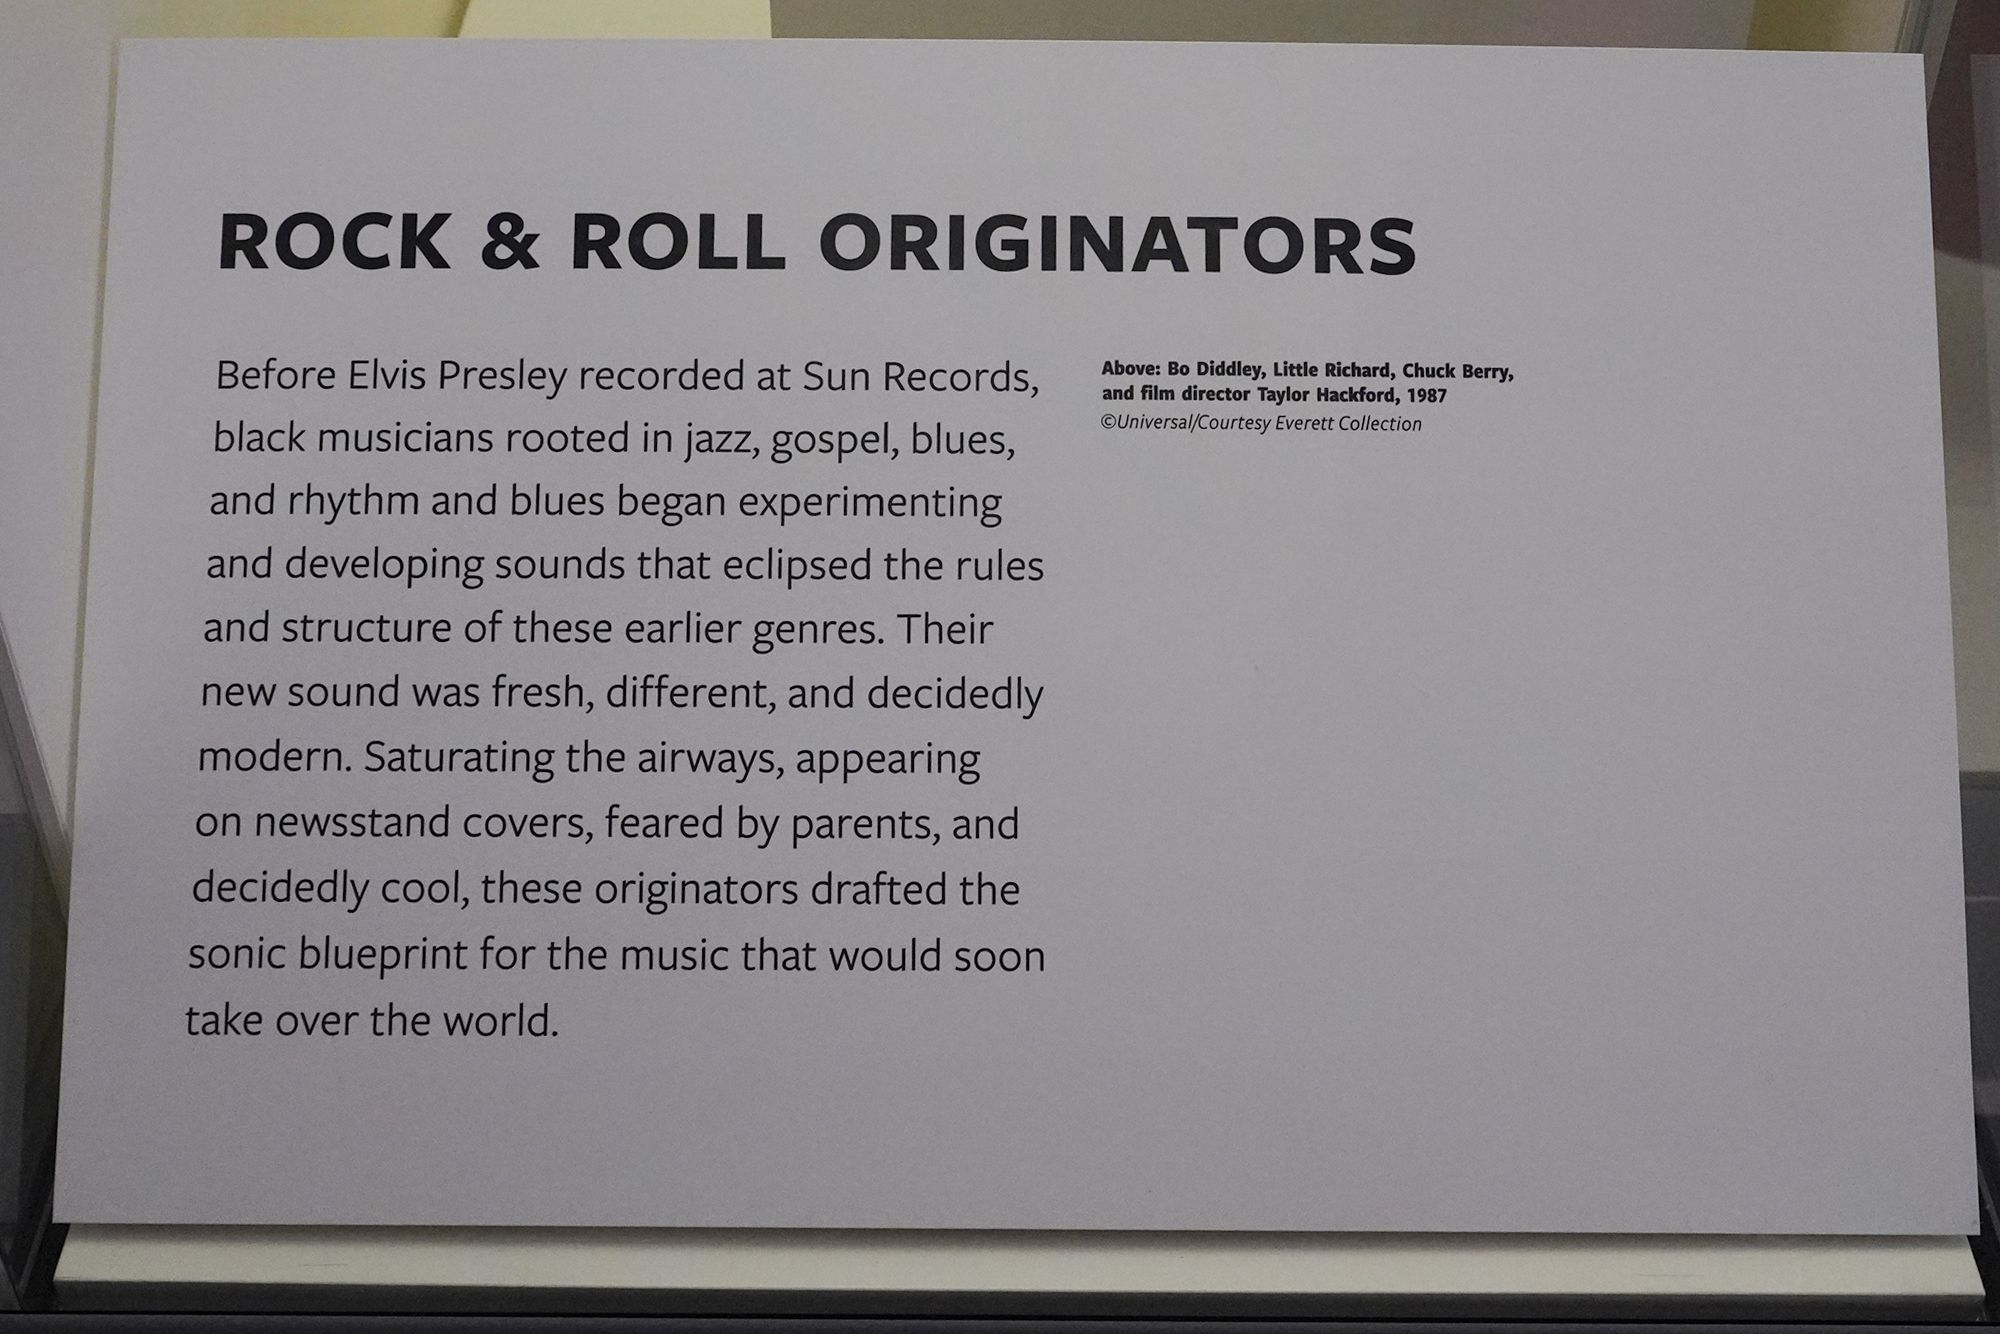 ROCK & ROLL ORIGINATORS
Before Elvis Presley recorded at Sun Records,
black musicians rooted in jazz, gospel, blues,
and rhythm and blues began experimenting
and developing sounds that eclipsed the rules
and structure of these earlier genres. Their
new sound was fresh, different, and decidedly
modern. Saturating the airways, appearing
on newsstand covers, feared by parents, and
decidedly cool, these originators drafted the
sonic blueprint for the music that would soon
take over the world.
Above: Bo Diddley, Little Richard, Chuck Berry,
and film director Taylor Hackford, 1987
©Universal/Courtesy Everett Collection